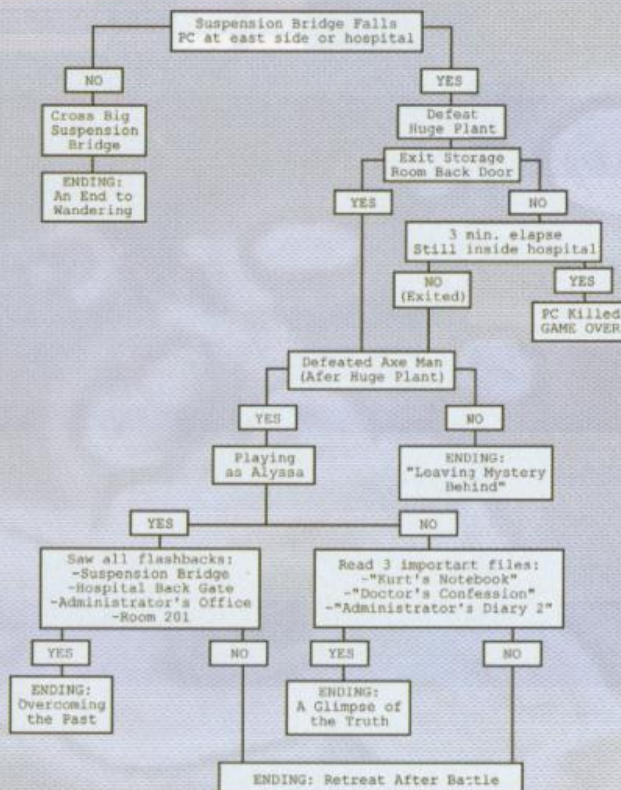 Suspension Bridge Falls
PC at east side or hospital
NO
YES
Cross Big
Suspension
Bridge
Defeat
Huge Plant
Exit Storage
Room Back Door
ENDING:
An End to
Wandering
YES
NO
3 min. elapse
Still inside hospital
NO
(Exited)
YES
PC Killed
GAME OVER
Defeated Axe Man
(Afer Huge Plant)
YES
NO
Playing
as Alyssa
ENDING:
"Leaving Mystery
Behind"
YES
NO
Saw all flashbacks:
-Suspension Bridge
-Hospital Back Gate
-Administrator's Office
-Room 201
Read 3 important files:
-"Kurt's Notebook"
-"Doctor's Confession"
-"Administrator's Diary 2"
YES
NO
YES
NO
ENDING:
Overcoming
the Past
ENDING:
A Glimpse of
the Truth
ENDING: Retreat After Battle